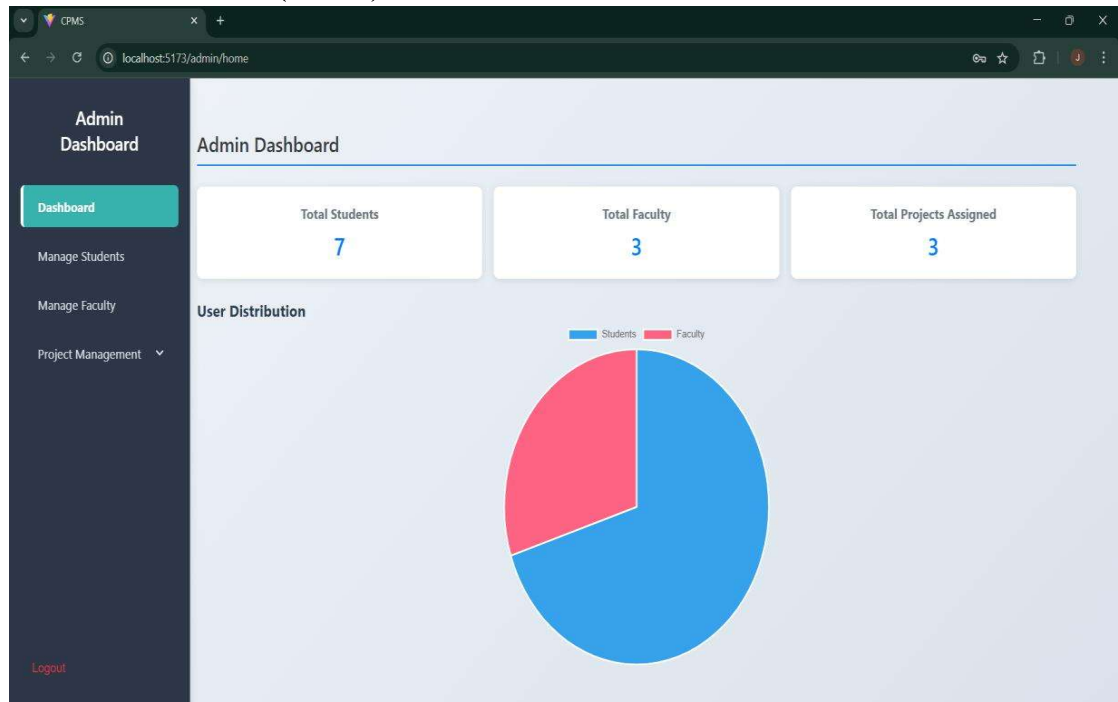 CPMS
localhost:5173/admin/home
J
Admin
Dashboard
Dashboard
Manage Students
Manage Faculty
Project Management
Logout
Admin Dashboard
Total Students
7
Total Faculty
3
Total Projects Assigned
3
User Distribution
Students Faculty